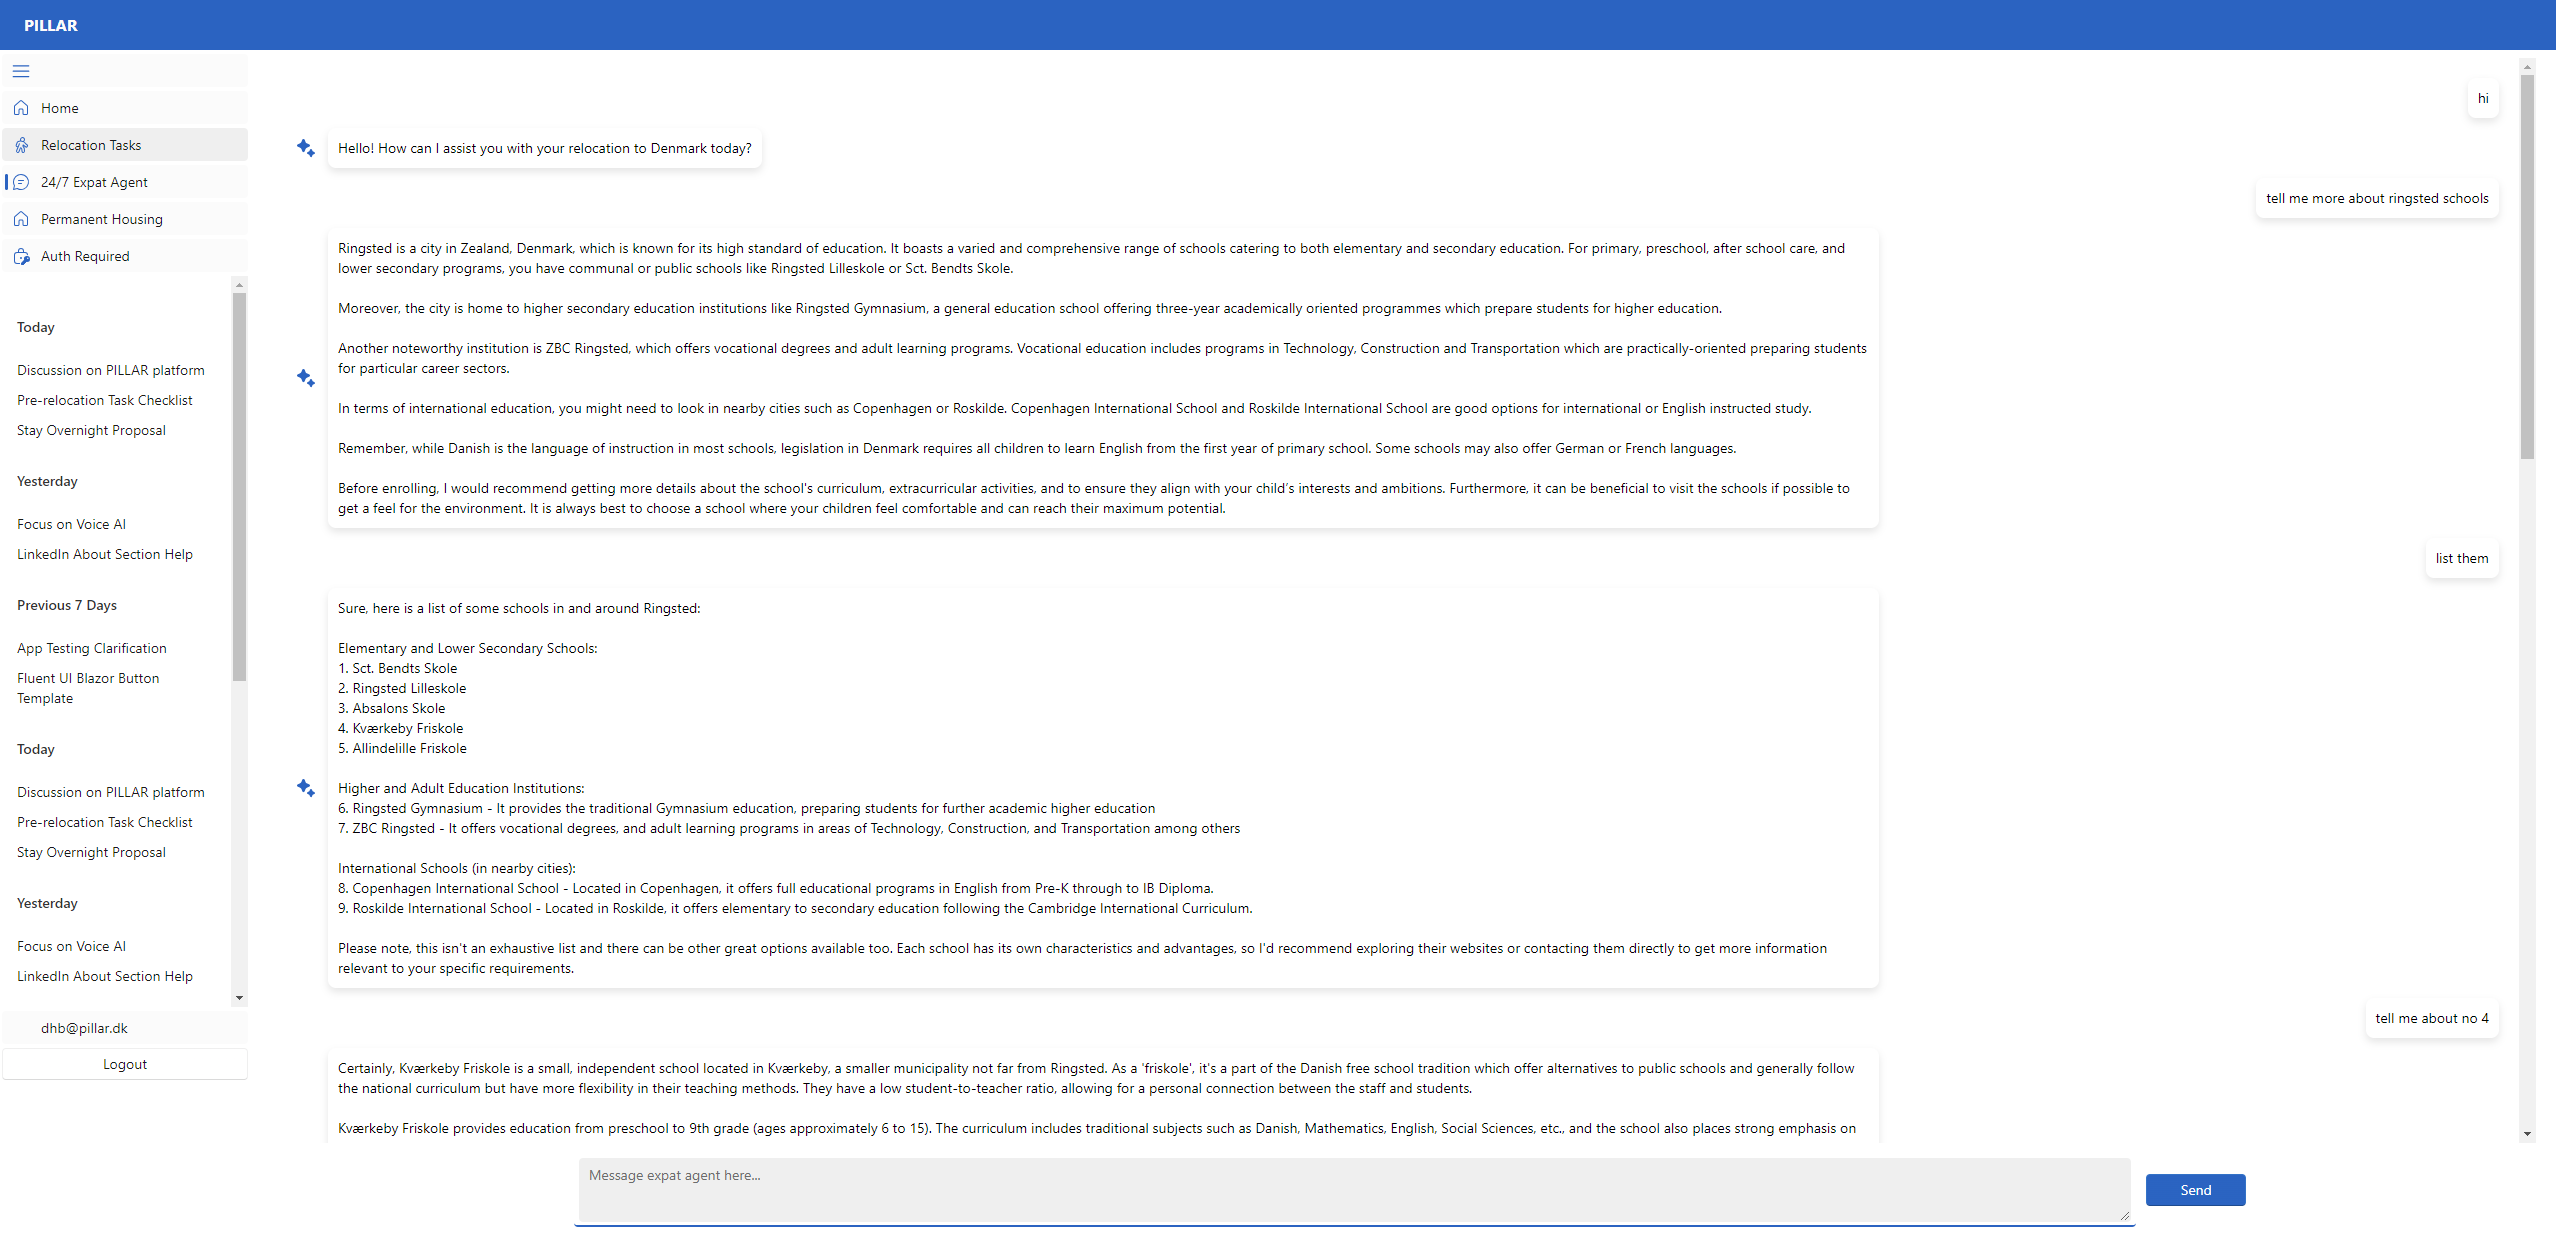 PILLAR
Home
Relocation Tasks
24/7 Expat Agent
Permanent Housing
Auth Required
Today
Discussion on PILLAR platform
Pre-relocation Task Checklist
Stay Overnight Proposal
Yesterday
Focus on Voice AI
LinkedIn About Section Help
Previous 7 Days
App Testing Clarification
Fluent UI Blazor Button
Template
Today
Discussion on PILLAR platform
Pre-relocation Task Checklist
Stay Overnight Proposal
Yesterday
Focus on Voice AI
LinkedIn About Section Help
dhb@pillar.dk
Logout
hi
Hello! How can I assist you with your relocation to Denmark today?
tell me more about ringsted schools
Ringsted is a city in Zealand, Denmark, which is known for its high standard of education. It boasts a varied and comprehensive range of schools catering to both elementary and secondary education. For primary, preschool, after school care, and
lower secondary programs, you have communal or public schools like Ringsted Lilleskole or Sct. Bendts Skole.
Moreover, the city is home to higher secondary education institutions like Ringsted Gymnasium, a general education school offering three-year academically oriented programmes which prepare students for higher education.
Another noteworthy institution is ZBC Ringsted, which offers vocational degrees and adult learning programs. Vocational education includes programs in Technology, Construction and Transportation which are practically-oriented preparing students
for particular career sectors.
In terms of international education, you might need to look in nearby cities such as Copenhagen or Roskilde. Copenhagen International School and Roskilde International School are good options for international or English instructed study.
Remember, while Danish is the language of instruction in most schools, legislation in Denmark requires all children to learn English from the first year of primary school. Some schools may also offer German or French languages.
Before enrolling, I would recommend getting more details about the school's curriculum, extracurricular activities, and to ensure they align with your child's interests and ambitions. Furthermore, it can be beneficial to visit the schools if possible to
get a feel for the environment. It is always best to choose a school where your children feel comfortable and can reach their maximum potential.
list them
Sure, here is a list of some schools in and around Ringsted:
Elementary and Lower Secondary Schools:
1. Sct. Bendts Skole
2. Ringsted Lilleskole
3. Absalons Skole
4. Kværkeby Friskole
5. Allindelille Friskole
Higher and Adult Education Institutions:
6. Ringsted Gymnasium - It provides the traditional Gymnasium education, preparing students for further academic higher education
7. ZBC Ringsted - It offers vocational degrees, and adult learning programs in areas of Technology, Construction, and Transportation among others
International Schools (in nearby cities):
8. Copenhagen International School - Located in Copenhagen, it offers full educational programs in English from Pre-K through to IB Diploma.
9. Roskilde International School - Located in Roskilde, it offers elementary to secondary education following the Cambridge International Curriculum.
Please note, this isn't an exhaustive list and there can be other great options available too. Each school has its own characteristics and advantages, so I'd recommend exploring their websites or contacting them directly to get more information
relevant to your specific requirements.
tell me about no 4
Certainly, Kværkeby Friskole is a small, independent school located in Kværkeby, a smaller municipality not far from Ringsted. As a 'friskole', it's a part of the Danish free school tradition which offer alternatives to public schools and generally follow
the national curriculum but have more flexibility in their teaching methods. They have a low student-to-teacher ratio, allowing for a personal connection between the staff and students.
Kværkeby Friskole provides education from preschool to 9th grade (ages approximately 6 to 15). The curriculum includes traditional subjects such as Danish, Mathematics, English, Social Sciences, etc., and the school also places strong emphasis on
Message expat agent here...
Send